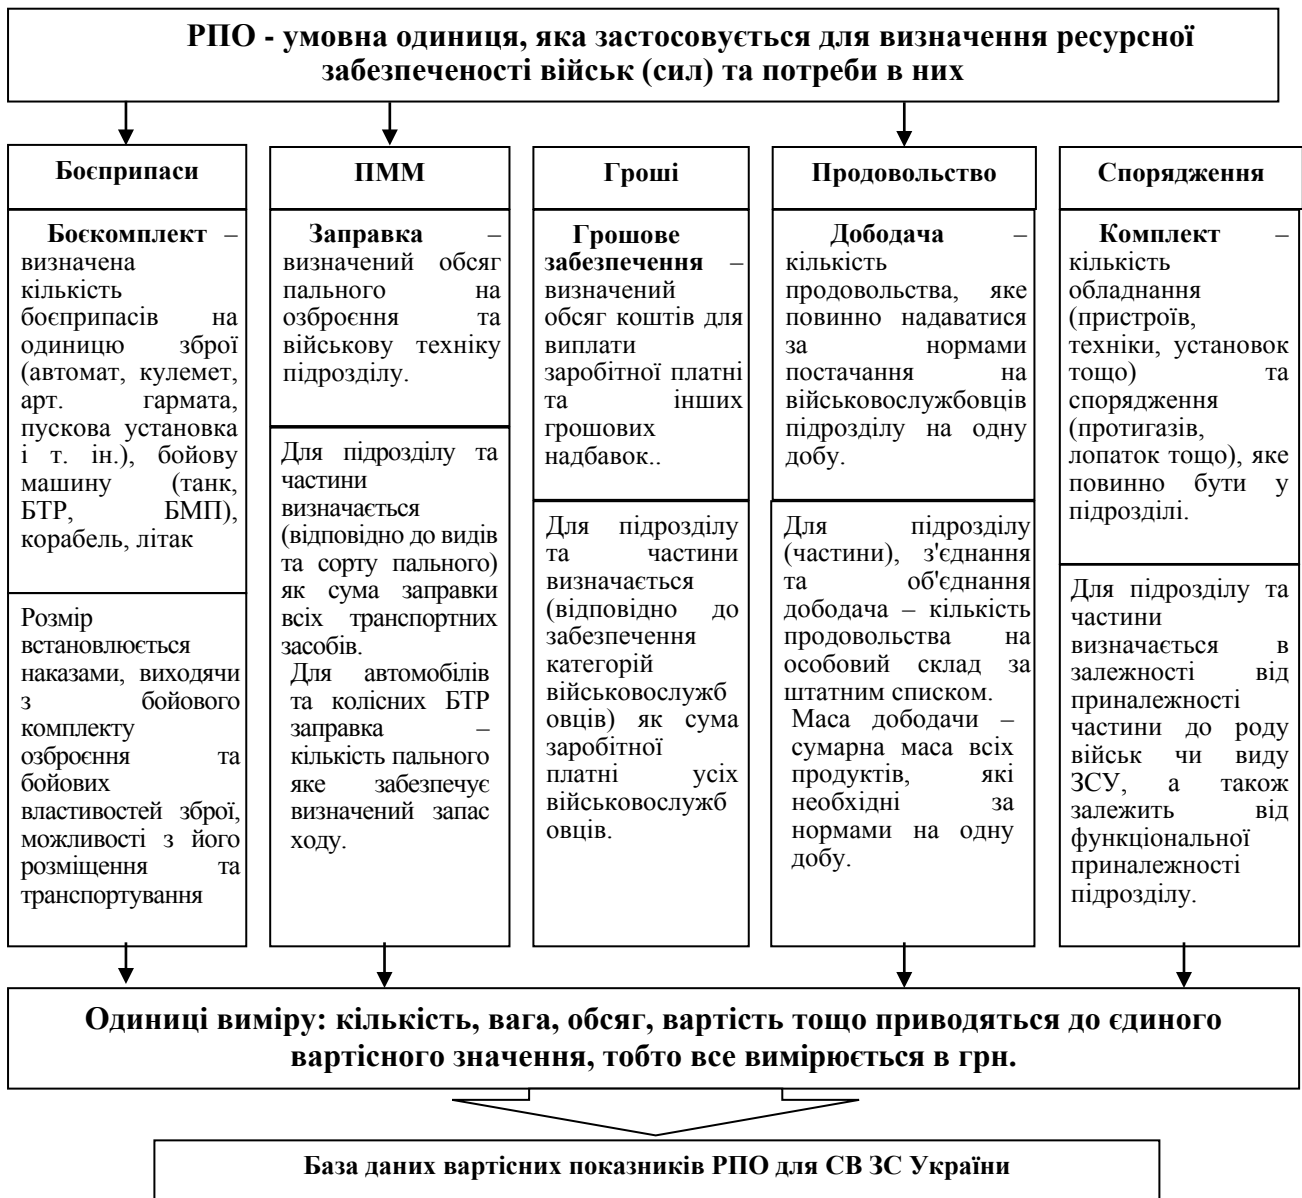 РПО - умовна одиниця, яка застосовується для визначення ресурсної
забезпеченості військ (сил) та потреби в них
Боєприпаси
Боєкомплект –
визначена
кількість
боєприпасів на
одиницю зброї
(автомат, кулемет,
арт. гармата,
пускова установка
і т. ін.), бойову
машину (танк,
БТР, БМП),
корабель, літак
Розмір
встановлюється
наказами, виходячи
з бойового
комплекту
озброєння та
бойових
властивостей зброї,
можливості з його
розміщення та
транспортування
ПММ
Заправка –
визначений обсяг
пального на
озброєння та
військову техніку
підрозділу.
Для підрозділу та
частини
визначається
(відповідно до видів
та сорту пального)
як сума заправки
всіх транспортних
засобів.
Для автомобілів
та колісних БТР
заправка –
кількість пального
яке забезпечує
визначений запас
ходу.
Гроші
Грошове
забезпечення –
визначений
обсяг коштів для
виплати
заробітної платні
та інших
грошових
надбавок..
Для підрозділу
та частини
визначається
(відповідно до
забезпечення
категорій
військовослужб
овців) як сума
заробітної
платні усіх
військовослужб
овців.
Продовольство
Дободача –
кількість
продовольства, яке
повинно надаватися
за нормами
постачання на
військовослужбовців
підрозділу на одну
добу.
Для підрозділу
(частини), з'єднання
та об'єднання
дободача – кількість
продовольства на
особовий склад за
штатним списком.
Маса дободачи –
сумарна маса всіх
продуктів, які
необхідні за
нормами на одну
добу.
Спорядження
Комплект –
кількість
обладнання
(пристроїв,
техніки, установок
тощо) та
спорядження
(протигазів,
лопаток тощо), яке
повинно бути у
підрозділі.
Для підрозділу та
частини
визначається в
залежності від
приналежності
частини до роду
військ чи виду
ЗСУ, а також
залежить від
функціональної
приналежності
підрозділу.
Одиниці виміру: кількість, вага, обсяг, вартість тощо приводяться до єдиного
вартісного значення, тобто все вимірюється в грн.
База даних вартісних показників РПО для СВ ЗС України